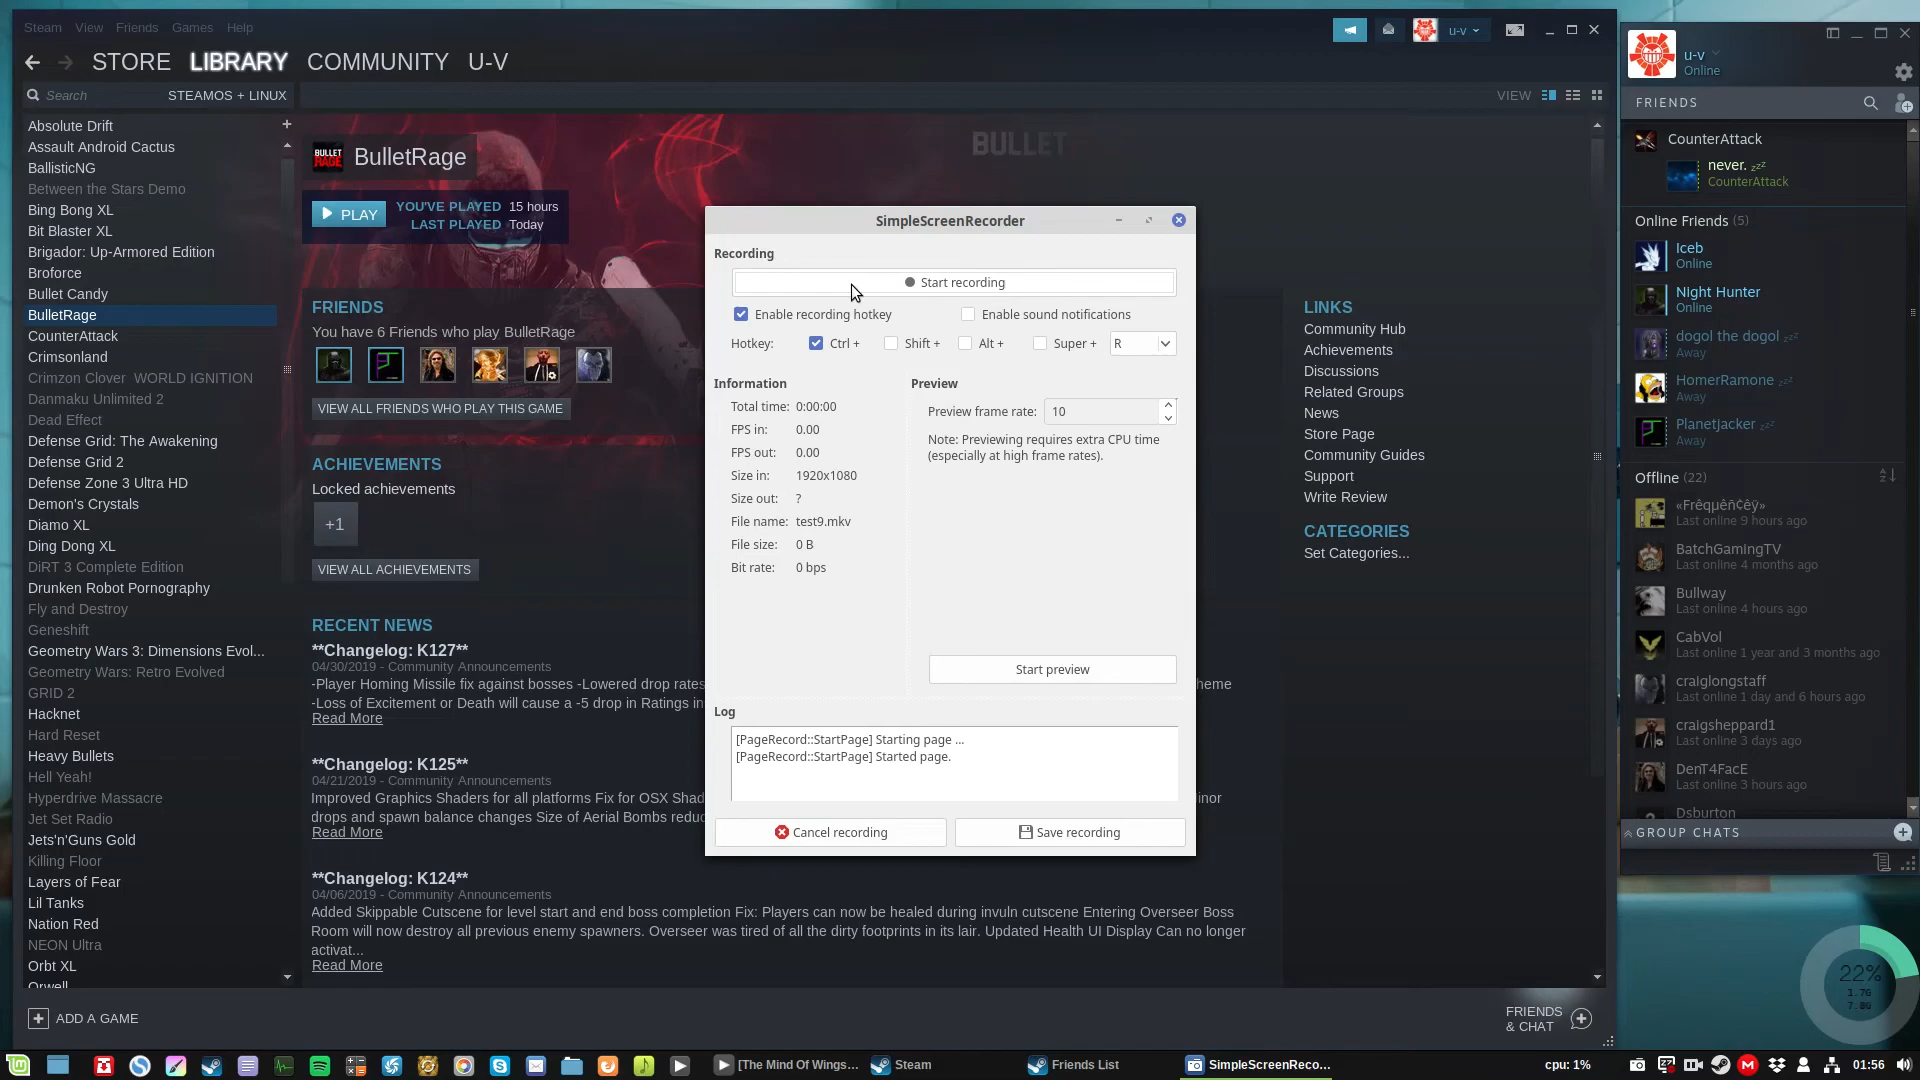 Steam View Friends Games Help
u-v
STORE LIBRARY COMMUNITY U-V
Search STEAMOS + LINUX
VIEW
Absolute Drift
Assault Android Cactus
BallisticNG
Between the Stars Demo
Bing Bong XL
Bit Blaster XL
Brigador: Up-Armored Edition
Broforce
Bullet Candy
BulletRage
CounterAttack
Crimsonland
Crimzon Clover WORLD IGNITION
Danmaku Unlimited 2
Dead Effect
Defense Grid: The Awakening
Defense Grid 2
Defense Zone 3 Ultra HD
Demon's Crystals
Diamo XL
Ding Dong XL
DiRT 3 Complete Edition
Drunken Robot Pornography
Fly and Destroy
Geneshift
Geometry Wars 3: Dimensions Evol...
Geometry Wars: Retro Evolved
GRID 2
Hacknet
Hard Reset
Heavy Bullets
Hell Yeah!
Hyperdrive Massacre
Jet Set Radio
Jets'n'Guns Gold
Killing Floor
Layers of Fear
Lil Tanks
Nation Red
NEON Ultra
Orbt XL
Orwell
ADD A GAME
BULLET RAGE
BulletRage
BULLET
PLAY
YOU'VE PLAYED 15 hours
LAST PLAYED Today
FRIENDS
You have 6 Friends who play BulletRage
VIEW ALL FRIENDS WHO PLAY THIS GAME
ACHIEVEMENTS
Locked achievements
+1
VIEW ALL ACHIEVEMENTS
RECENT NEWS
**Changelog: K127**
04/30/2019 - Community Announcements
-Player Homing Missile fix against bosses -Lowered drop rates
heme
-Loss of Excitement or Death will cause a -5 drop in Ratings in
Read More
**Changelog: K125**
04/21/2019 - Community Announcements
Improved Graphics Shaders for all platforms Fix for OSX Shad
inor
drops and spawn balance changes Size of Aerial Bombs reduc
Read More
**Changelog: K124**
04/06/2019 - Community Announcements
Added Skippable Cutscene for level start and end boss completion Fix: Players can now be healed during invuln cutscene Entering Overseer Boss
Room will now destroy all previous enemy spawners. Overseer was tired of all the dirty footprints in its lair. Updated Health UI Display Can no longer
activat...
Read More
SimpleScreenRecorder
Recording
Start recording
Enable recording hotkey Enable sound notifications
Hotkey: Ctrl + Shift + Alt + Super + R
Information
Total time: 0:00:00
FPS in: 0.00
FPS out: 0.00
Size in: 1920x1080
Size out: ?
File name: test9.mkv
File size: 0 B
Bit rate: 0 bps
Preview
Preview frame rate: 10
Note: Previewing requires extra CPU time
(especially at high frame rates).
Start preview
Log
[PageRecord::StartPage] Starting page ...
[PageRecord::StartPage] Started page.
Cancel recording Save recording
LINKS
Community Hub
Achievements
Discussions
Related Groups
News
Store Page
Community Guides
Support
Write Review
CATEGORIES
Set Categories...
FRIENDS
& CHAT
u-v
Online
FRIENDS
CounterAttack
never. zzz
CounterAttack
Online Friends (5)
Iceb
Online
NIght Hunter
Online
dogol the dogol zzz
Away
HomerRamone zzz
Away
PlanetJacker zzz
Away
Offline (22)
«Frêqµêñ¢êÿ»
Last online 9 hours ago
BatchGamingTV
Last online 4 months ago
Bullway
Last online 4 hours ago
CabVol
Last online 1 year and 3 months ago
craiglongstaff
Last online 1 day and 6 hours ago
craigsheppard1
Last online 3 days ago
DenT4FacE
Last online 3 hours ago
Dsburton
GROUP CHATS
22%
1.76
7.8G
[The Mind Of Wings... Steam Friends List SimpleScreenReco... cpu: 1% 01:56